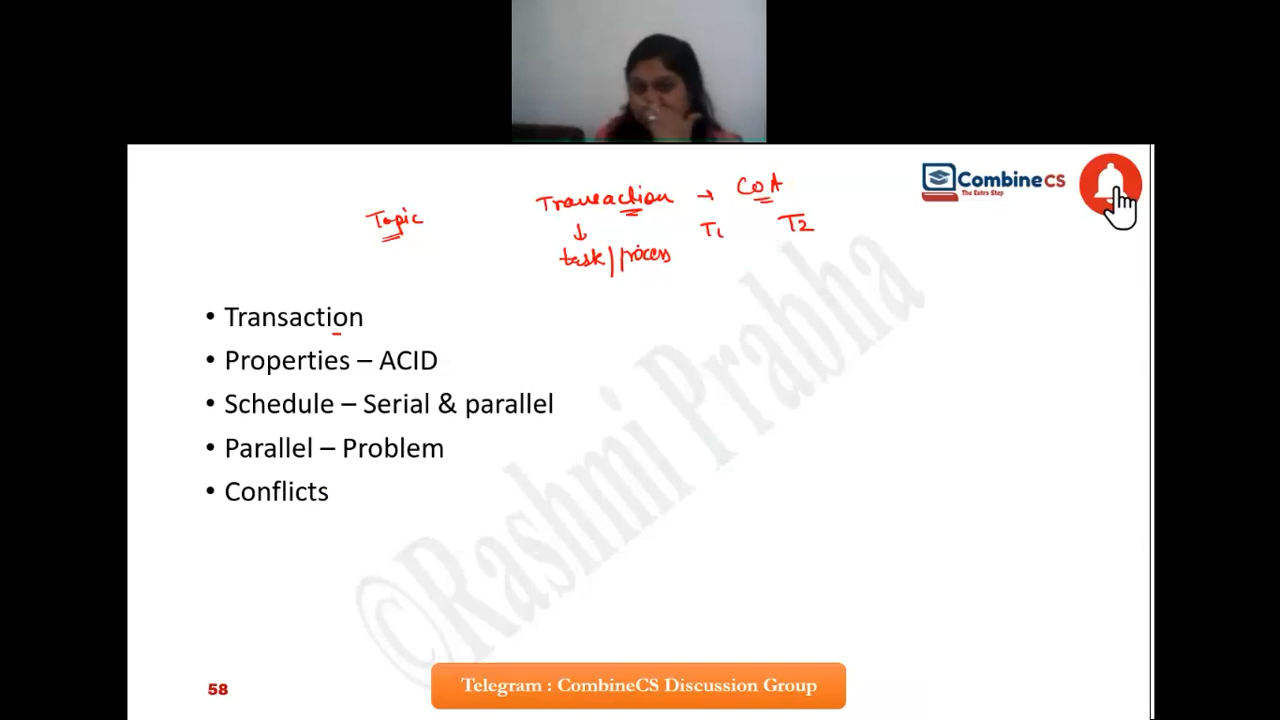 Transaction → COA
Topic
T1 T2
↓
task/process
CombineCS
The Extra Step
• Transaction
• Properties – ACID
• Schedule – Serial & parallel
• Parallel – Problem
• Conflicts
©Rashmi Prabha
58
Telegram : CombineCS Discussion Group